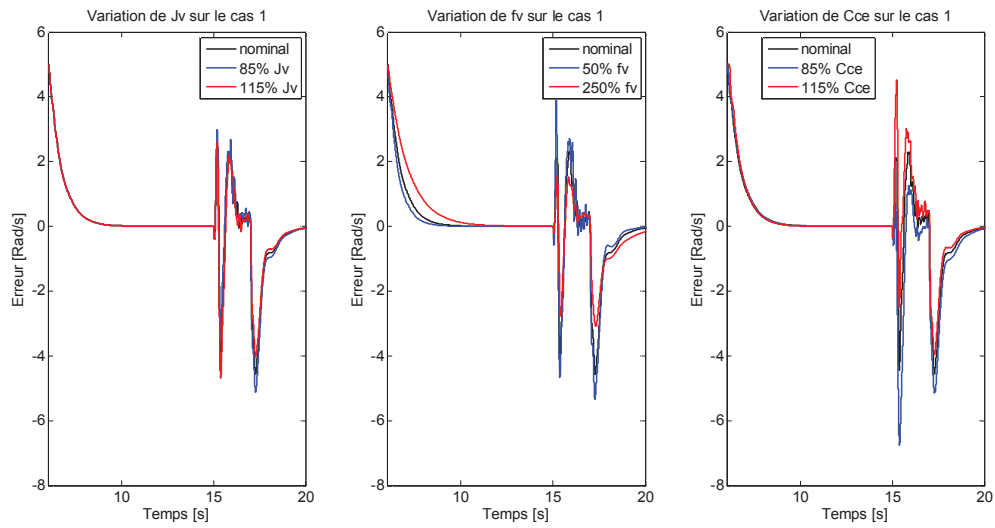 Variation de Jv sur le cas 1
6
4
2
0
-2
-4
-6
-8
10
15
20
Erreur [Rad/s]
Temps [s]
nominal
85% Jv
115% Jv
Variation de fv sur le cas 1
6
4
2
0
-2
-4
-6
-8
10
15
20
Erreur [Rad/s]
Temps [s]
nominal
50% fv
250% fv
Variation de Cce sur le cas 1
6
4
2
0
-2
-4
-6
-8
10
15
20
Erreur [Rad/s]
Temps [s]
nominal
85% Cce
115% Cce